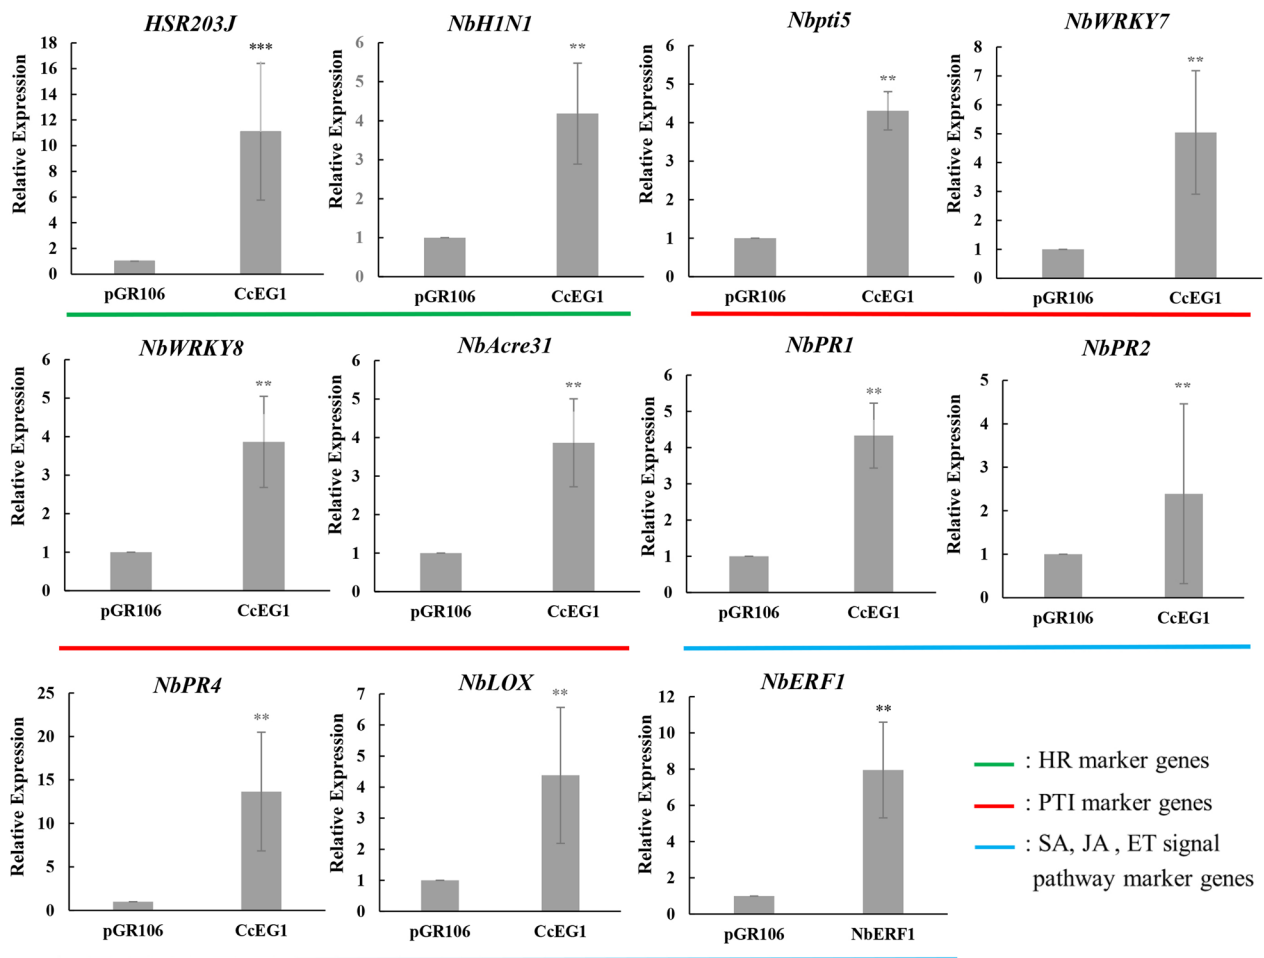 HSR203J
NbH1N1
Nbpti5
NbWRKY7
Relative Expression
18
16
14
12
10
8
6
4
2
0
***
pGR106 CcEG1
Relative Expression
6
5
4
3
2
1
0
**
pGR106 CcEG1
Relative Expression
6
5
4
3
2
1
0
**
pGR106 CcEG1
Relative Expression
8
7
6
5
4
3
2
1
0
**
pGR106 CcEG1
NbWRKY8
NbAcre31
NbPR1
NbPR2
Relative Expression
6
5
4
3
2
1
0
**
pGR106 CcEG1
Relative Expression
6
5
4
3
2
1
0
**
pGR106 CcEG1
Relative Expression
6
5
4
3
2
1
0
**
pGR106 CcEG1
Relative Expression
5
4
3
2
1
0
**
pGR106 CcEG1
NbPR4
NbLOX
NbERF1
Relative Expression
25
20
15
10
5
0
**
pGR106 CcEG1
Relative Expression
7
6
5
4
3
2
1
0
**
pGR106 CcEG1
Relative Expression
12
10
8
6
4
2
0
**
pGR106 NbERF1
: HR marker genes
: PTI marker genes
: SA, JA , ET signal
pathway marker genes